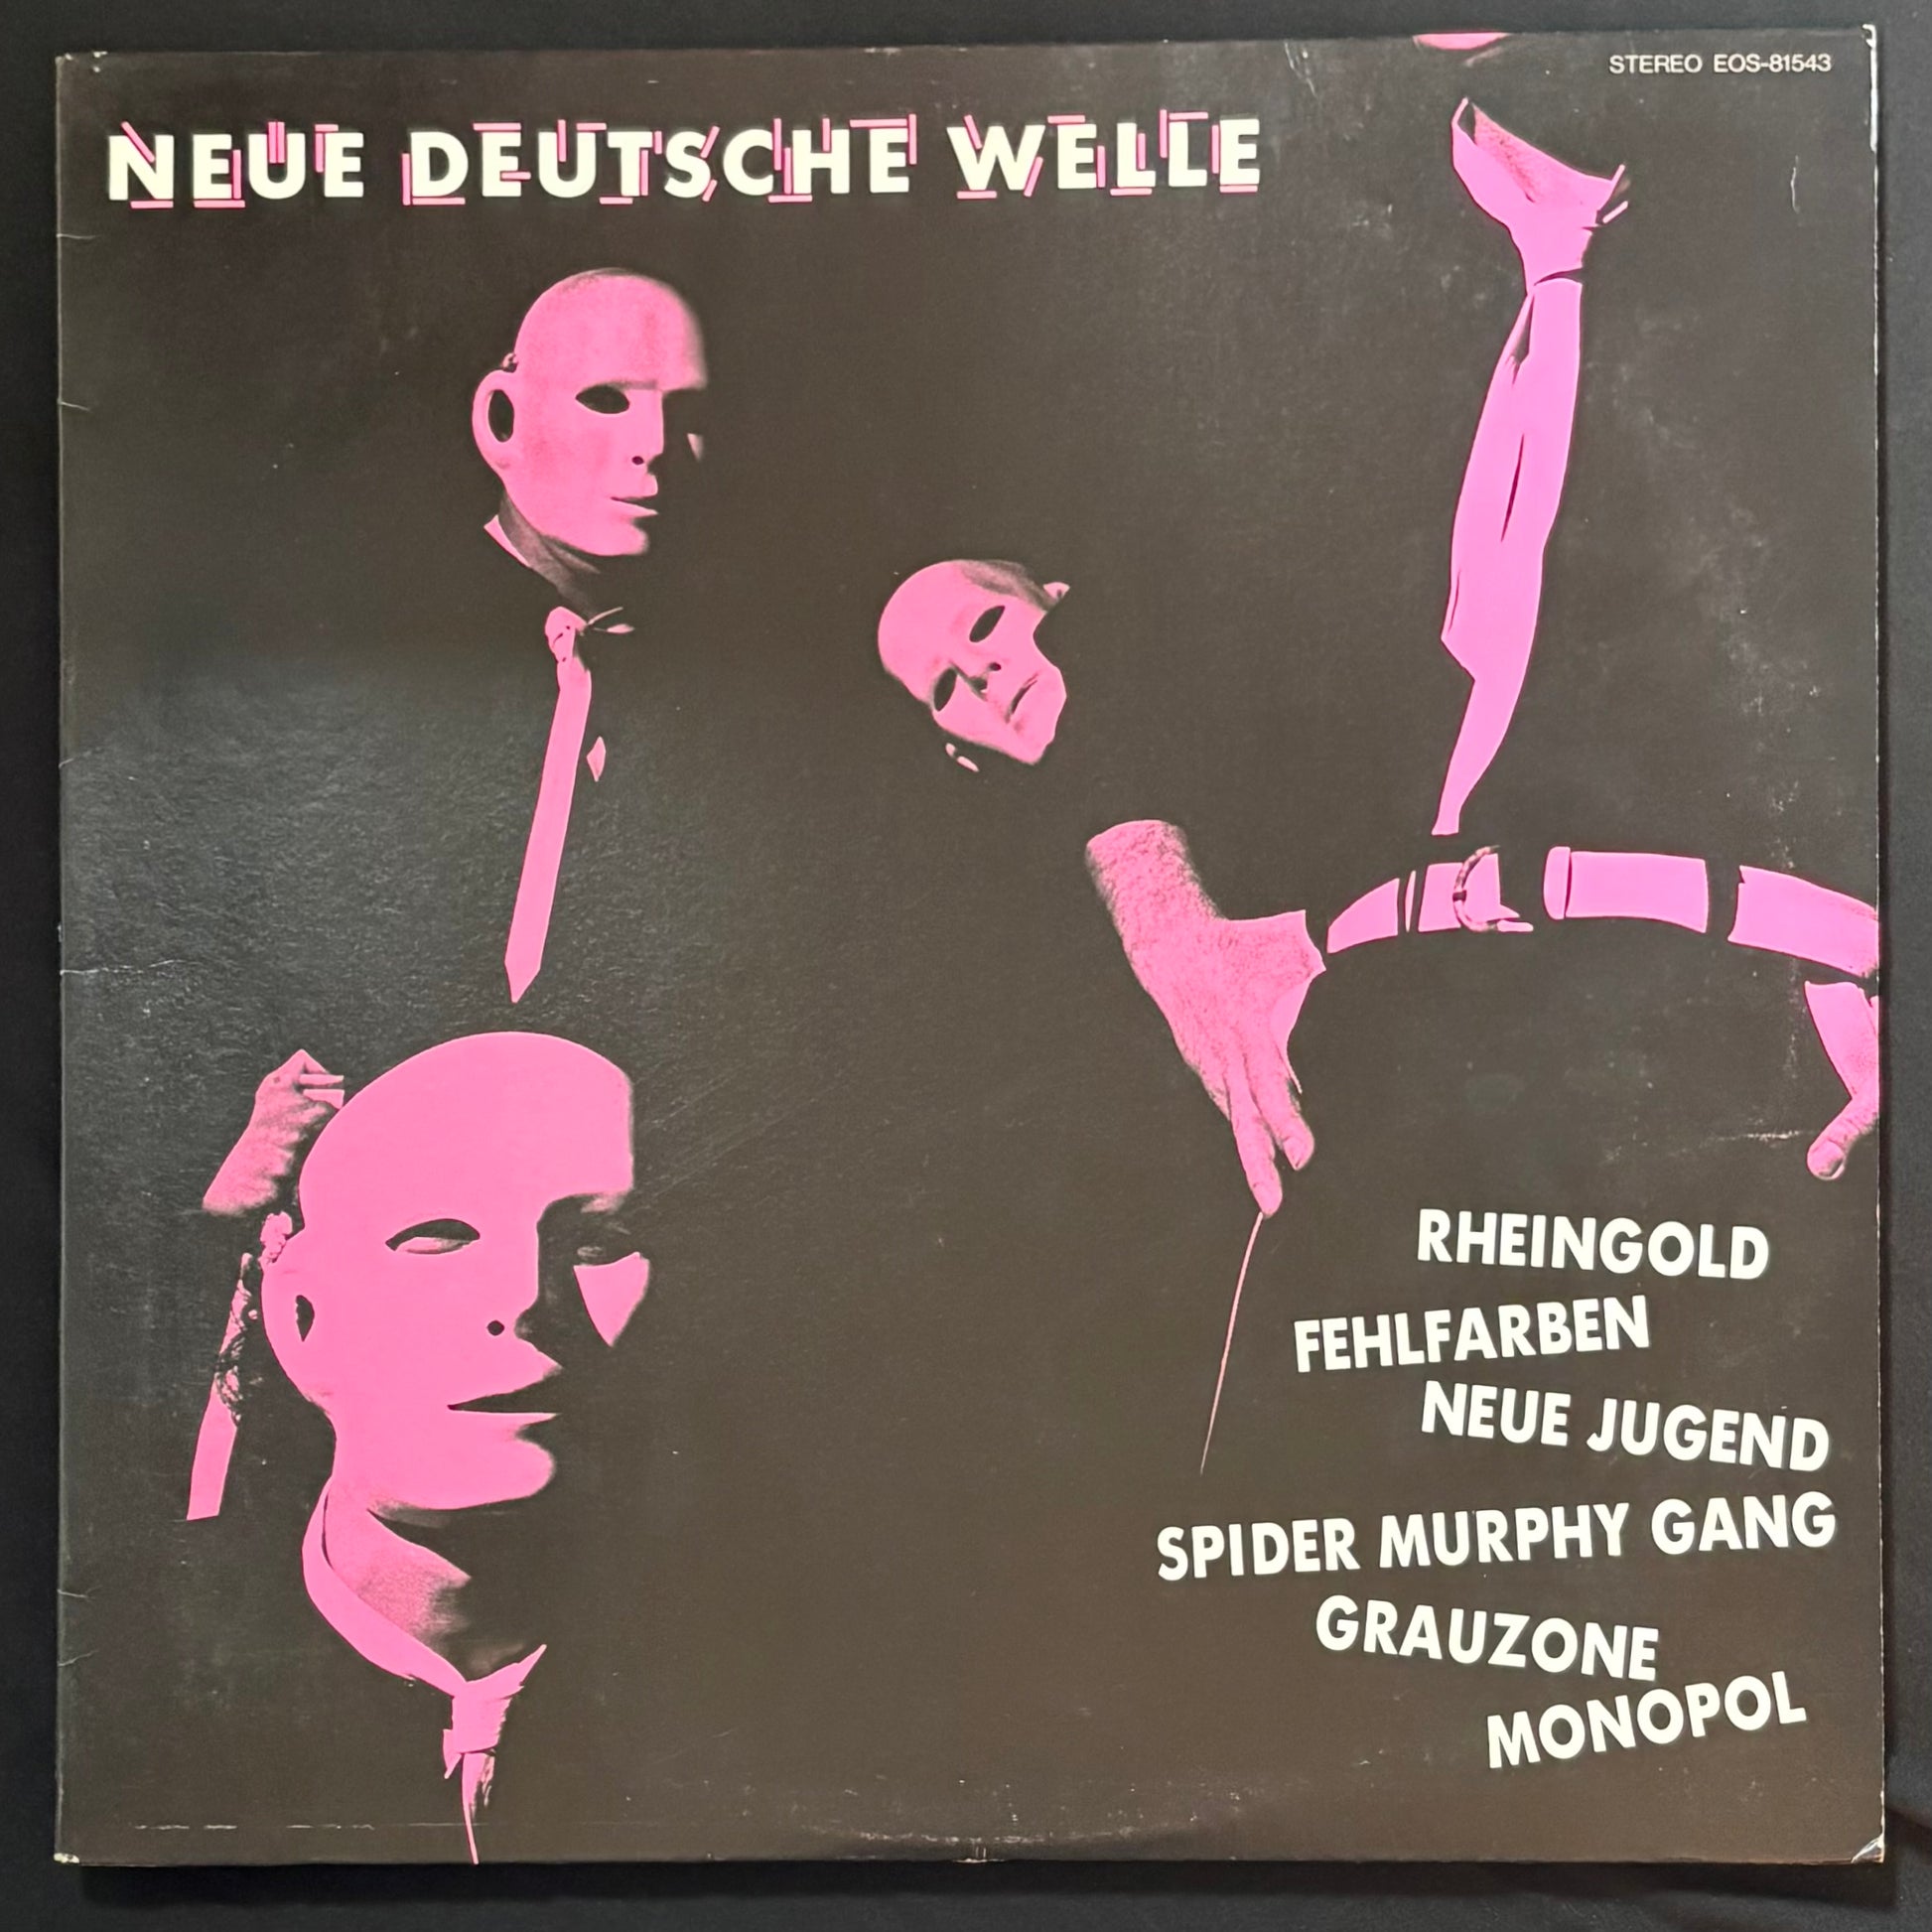 STEREO EOS-81543
NEUE DEUTSCHE WELLE
RHEINGOLD
FEHLFARBEN
NEUE JUGEND
SPIDER MURPHY GANG
GRAUZONE
MONOPOL